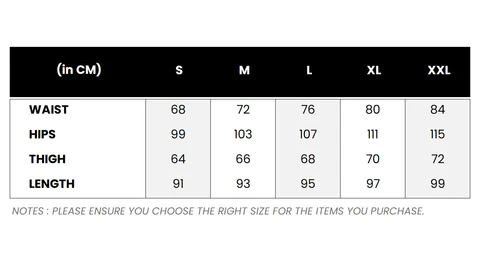 (in CM) S M L XL XXL
WAIST 68 72 76 80 84
HIPS 99 103 107 111 115
THIGH 64 66 68 70 72
LENGTH 91 93 95 97 99
NOTES : PLEASE ENSURE YOU CHOOSE THE RIGHT SIZE FOR THE ITEMS YOU PURCHASE.